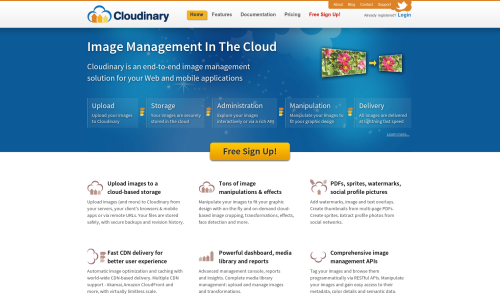 About Blog Contact Support
Cloudinary
Home Features Documentation Pricing Free Sign Up!
Already registered? Login
Image Management In The Cloud
Cloudinary is an end-to-end image management
solution for your Web and mobile applications
Upload
Upload your images
to Cloudinary
Storage
Your images are securely
stored in the cloud
Administration
Explore your images
interactively or via a rich API
Manipulation
Manipulate your images to
fit your graphic design
Delivery
All images are delivered
at lightning fast speed
Learn more...
Free Sign Up!
Upload images to a
cloud-based storage
Upload images (and more) to Cloudinary from
your servers, your client's browsers & mobile
apps or via remote URLs. Your files are stored
safely, with secure backups and revision history.
Tons of image
manipulations & effects
Manipulate your images to fit your graphic
design with on-the-fly and on-demand cloud-
based image cropping, transformations, effects,
face detection and more.
PDFs, sprites, watermarks,
social profile pictures
Add watermarks, image and text overlays.
Create thumbnails from multi-page PDFs.
Create sprites. Extract profile photos from
social networks.
Fast CDN delivery for
better user experience
Automatic image optimization and caching with
world-wide CDN delivery. Multiple CDN
support - Akamai, Amazon CloudFront and
more, with virtually limitless scale.
Powerful dashboard, media
library and reports
Advanced management console, reports
and insights. Complete media library
management: upload and manage images
and transformations.
Comprehensive image
management APIs
Tag your images and browse them
programmatically via RESTful APIs. Manipulate
your images and gain easy access to their
metadata, color details and semantic data.